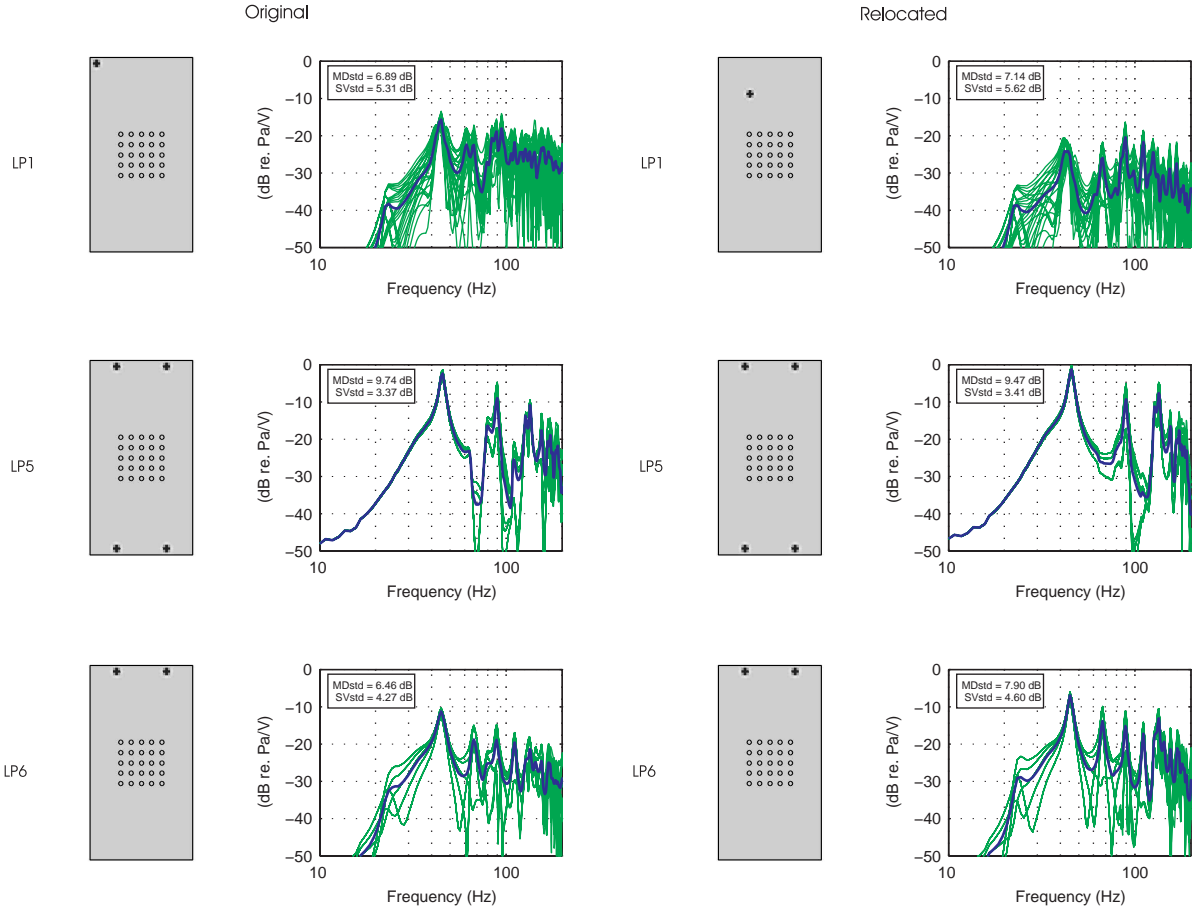 Original
Relocated
LP1
MDstd = 6.89 dB
SVstd = 5.31 dB
0
−10
−20
−30
−40
−50
(dB re. Pa/V)
10
100
Frequency (Hz)
LP1
MDstd = 7.14 dB
SVstd = 5.62 dB
0
−10
−20
−30
−40
−50
(dB re. Pa/V)
10
100
Frequency (Hz)
LP5
MDstd = 9.74 dB
SVstd = 3.37 dB
0
−10
−20
−30
−40
−50
(dB re. Pa/V)
10
100
Frequency (Hz)
LP5
MDstd = 9.47 dB
SVstd = 3.41 dB
0
−10
−20
−30
−40
−50
(dB re. Pa/V)
10
100
Frequency (Hz)
LP6
MDstd = 6.46 dB
SVstd = 4.27 dB
0
−10
−20
−30
−40
−50
(dB re. Pa/V)
10
100
Frequency (Hz)
LP6
MDstd = 7.90 dB
SVstd = 4.60 dB
0
−10
−20
−30
−40
−50
(dB re. Pa/V)
10
100
Frequency (Hz)